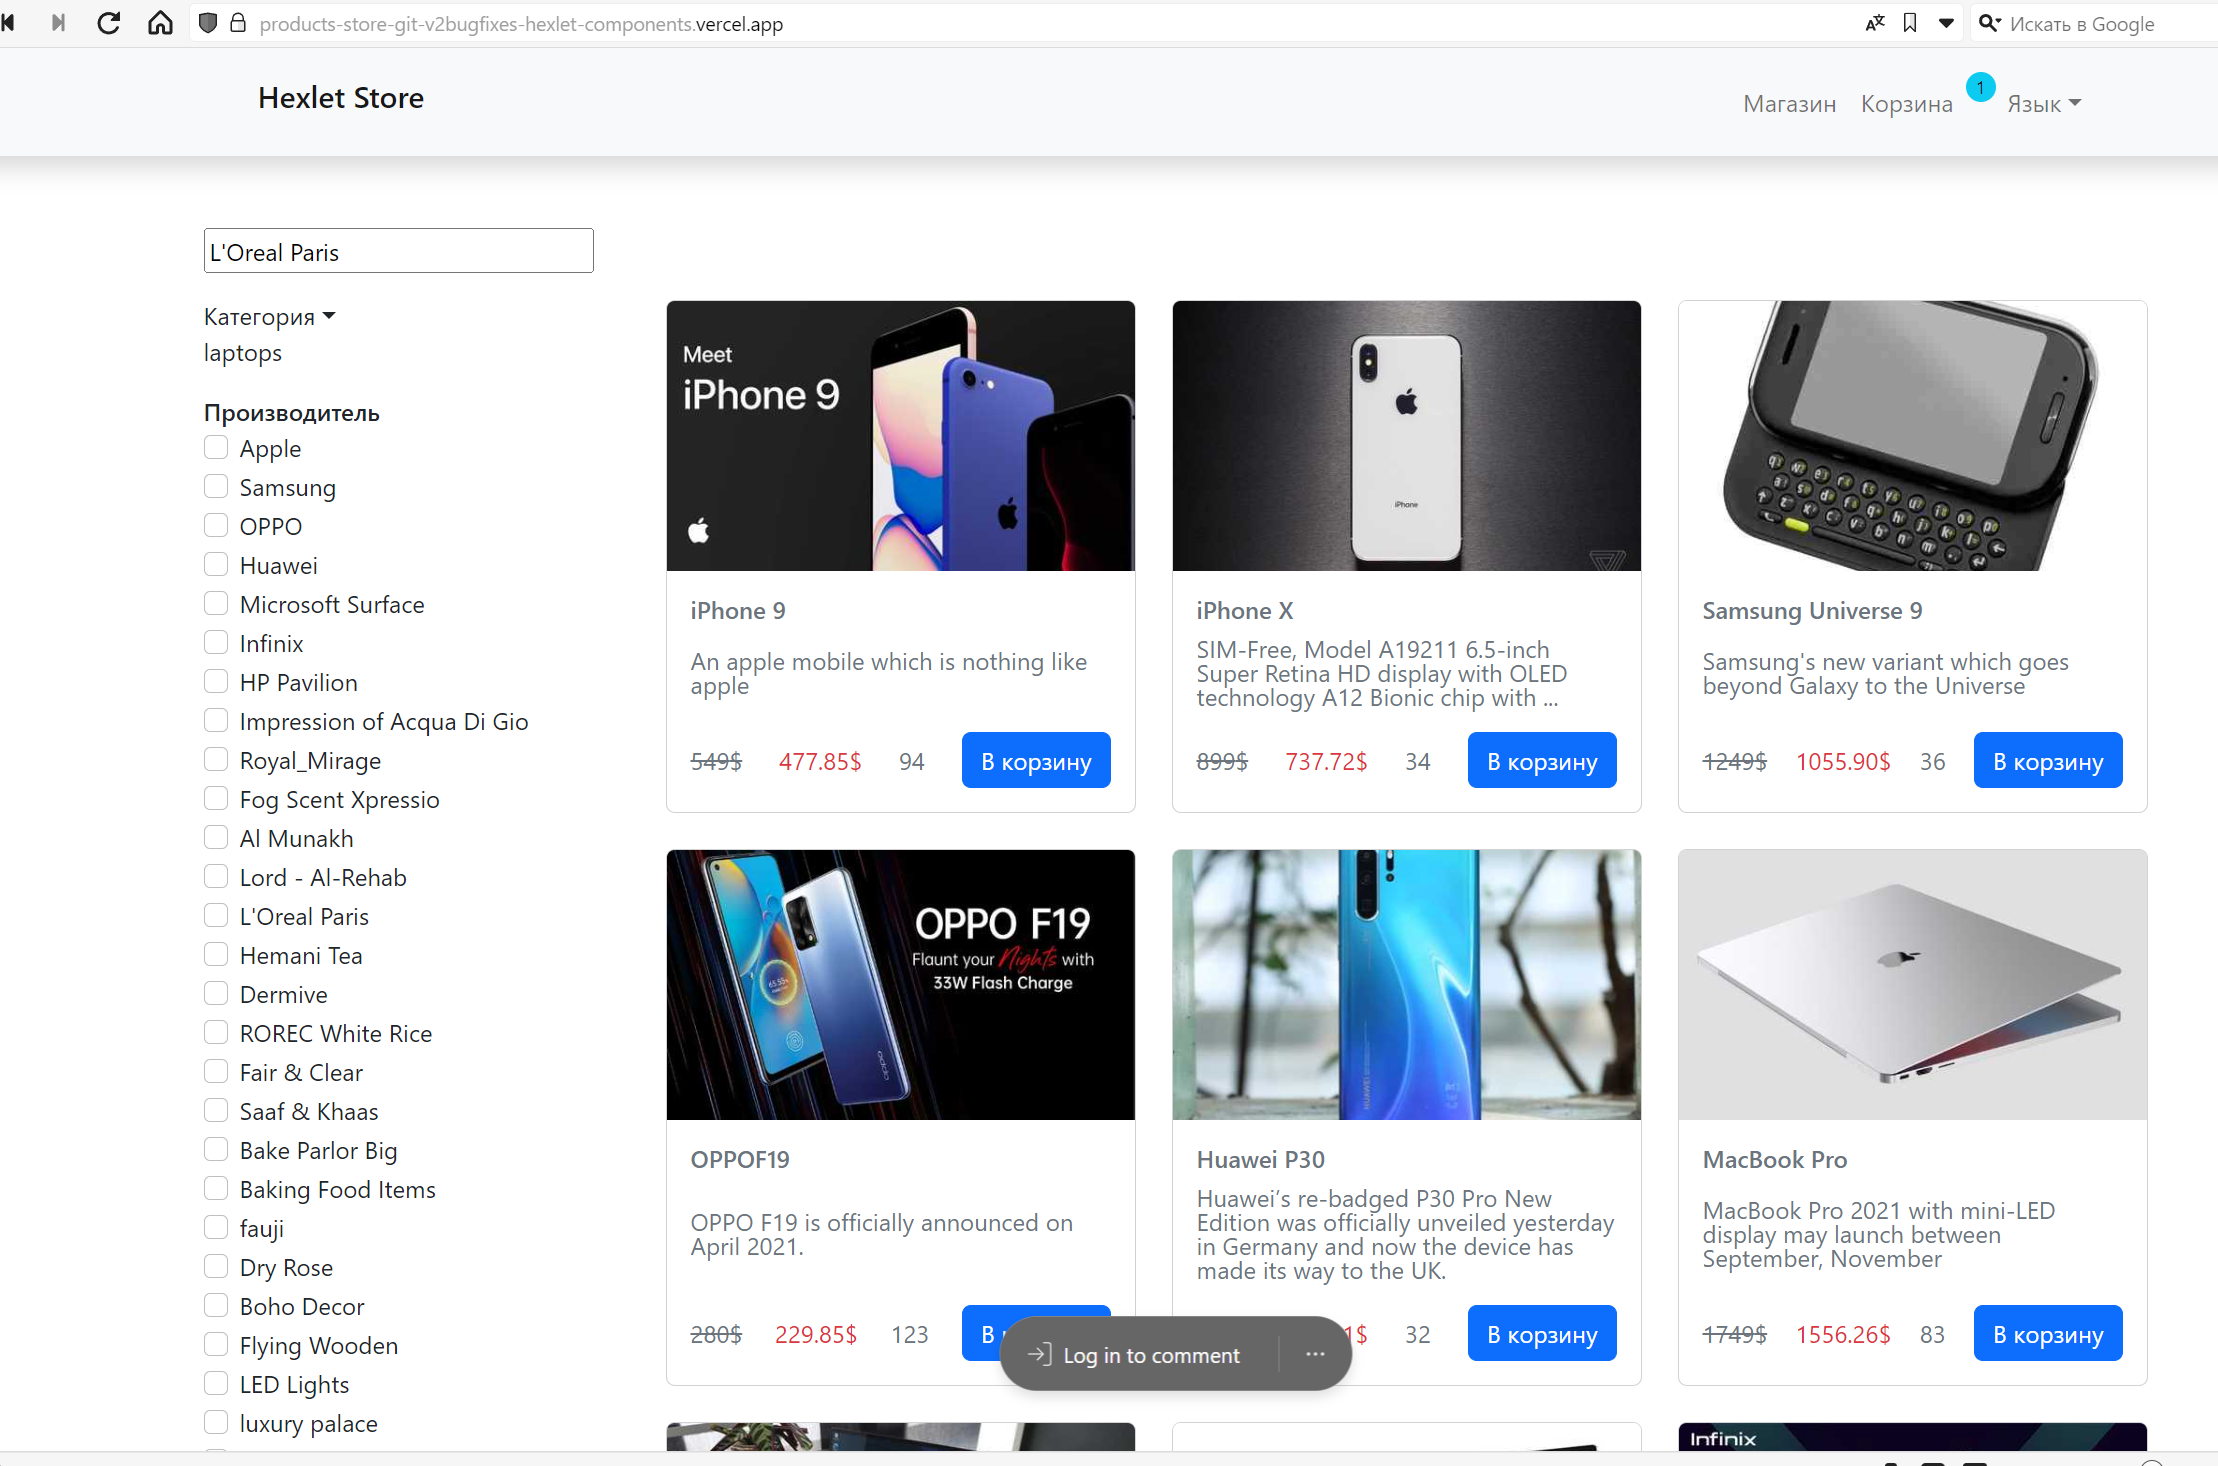 products-store-git-v2bugfixes-hexlet-components.vercel.app
Искать в Google
Hexlet Store
Магазин
Корзина
1
Язык
L'Oreal Paris
Категория
laptops
Производитель
Apple
Samsung
OPPO
Huawei
Microsoft Surface
Infinix
HP Pavilion
Impression of Acqua Di Gio
Royal_Mirage
Fog Scent Xpressio
Al Munakh
Lord - Al-Rehab
L'Oreal Paris
Hemani Tea
Dermive
ROREC White Rice
Fair & Clear
Saaf & Khaas
Bake Parlor Big
Baking Food Items
fauji
Dry Rose
Boho Decor
Flying Wooden
LED Lights
luxury palace
Meet
iPhone 9
iPhone 9
An apple mobile which is nothing like
apple
549$ 477.85$ 94 В корзину
iPhone
iPhone X
SIM-Free, Model A19211 6.5-inch
Super Retina HD display with OLED
technology A12 Bionic chip with ...
899$ 737.72$ 34 В корзину
Samsung Universe 9
Samsung's new variant which goes
beyond Galaxy to the Universe
1249$ 1055.90$ 36 В корзину
OPPO F19
Flaunt your Nights with
33W Flash Charge
oppo
OPPOF19
OPPO F19 is officially announced on
April 2021.
280$ 229.85$ 123 В
HUAWEI
Huawei P30
Huawei’s re-badged P30 Pro New
Edition was officially unveiled yesterday
in Germany and now the device has
made its way to the UK.
1$ 32 В корзину
MacBook Pro
MacBook Pro 2021 with mini-LED
display may launch between
September, November
1749$ 1556.26$ 83 В корзину
Log in to comment
Infinix